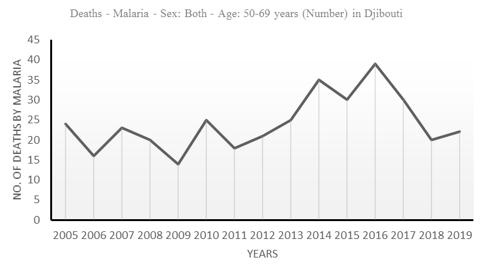 Deaths - Malaria - Sex: Both - Age: 50-69 years (Number) in Djibouti
NO. OF DEATHS BY MALARIA
45
40
35
30
25
20
15
10
5
0
2005 2006 2007 2008 2009 2010 2011 2012 2013 2014 2015 2016 2017 2018 2019
YEARS